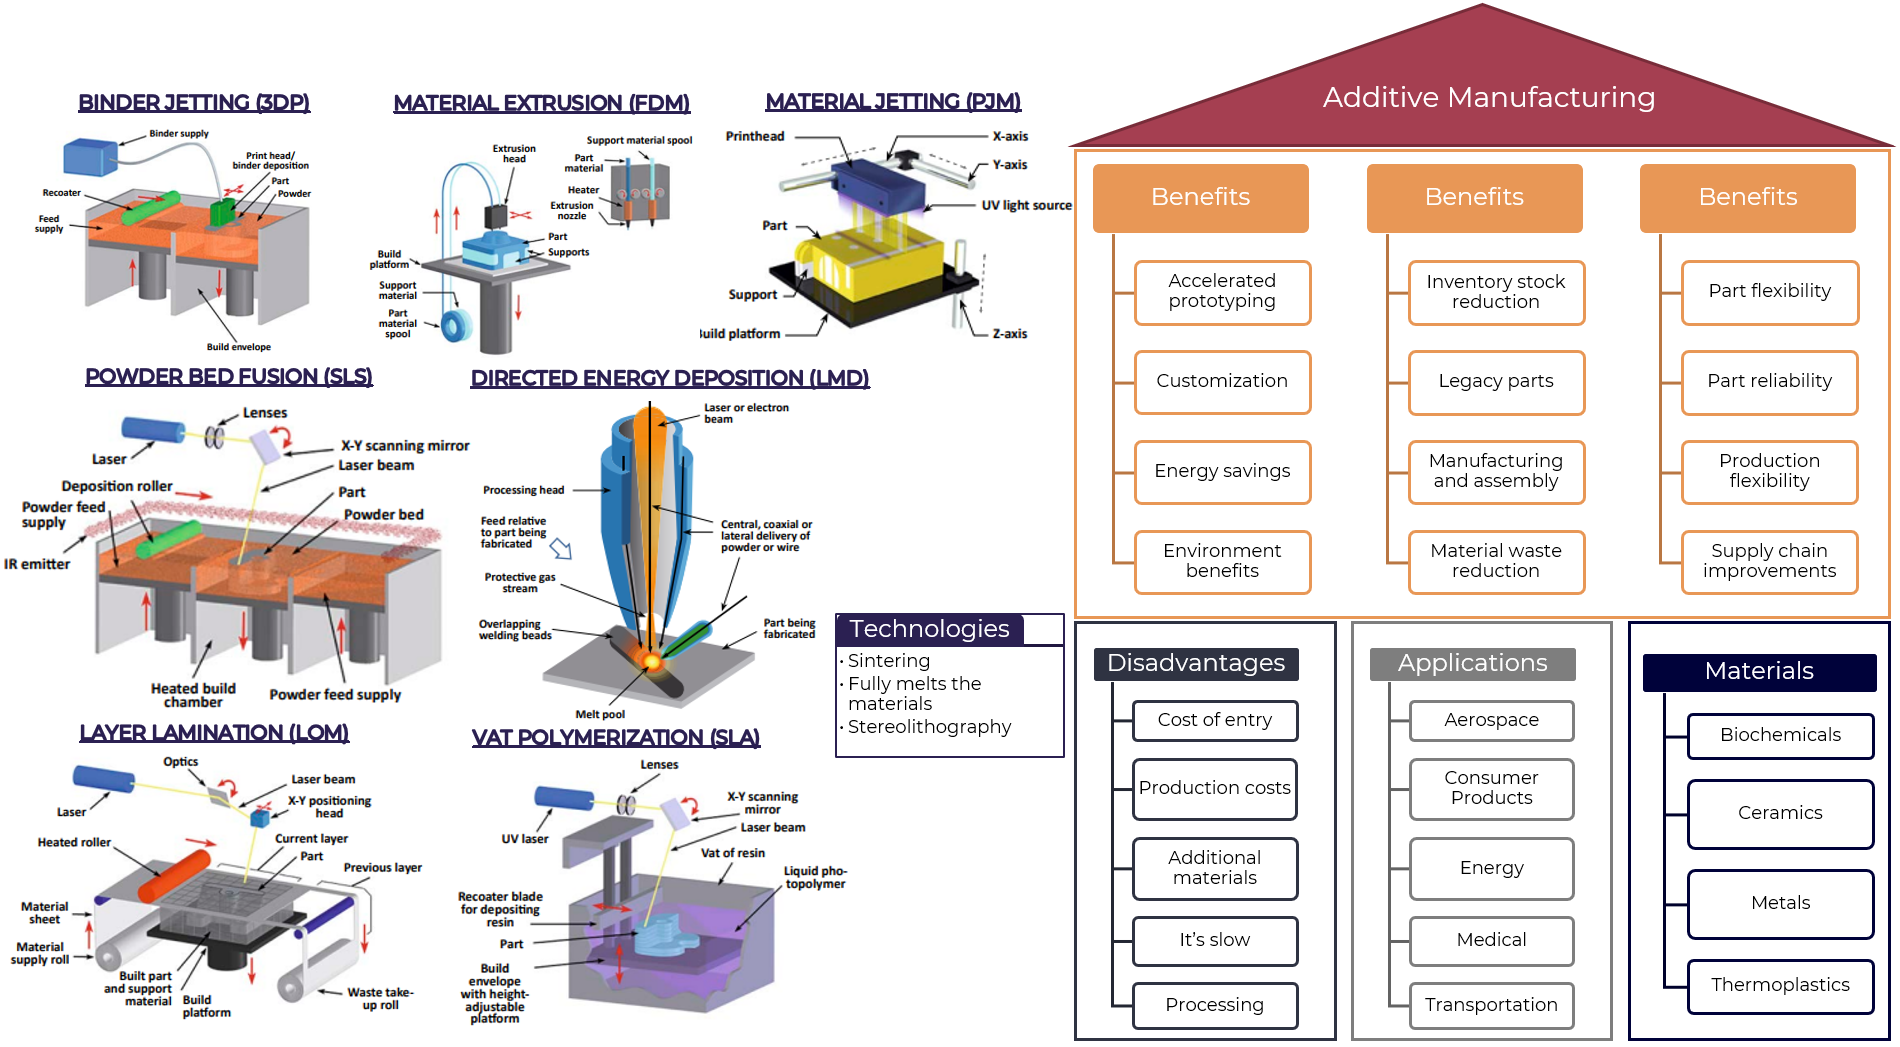 BINDER JETTING (3DP)
Binder supply
Print head/
binder deposition
Part
Powder
Recoater
Feed
supply
Build envelope
MATERIAL EXTRUSION (FDM)
Support material spool
Extrusion
head
Part
material
Heater
Extrusion
nozzle
Part
Supports
Build
platform
Support
material
Part
material
spool
MATERIAL JETTING (PJM)
Printhead
X-axis
Y-axis
UV light source
Part
Support
uild platform
Z-axis
POWDER BED FUSION (SLS)
Lenses
X-Y scanning mirror
Laser
Laser beam
Deposition roller
Part
Powder feed
supply
Powder bed
IR emitter
Heated build
chamber
Powder feed supply
DIRECTED ENERGY DEPOSITION (LMD)
Laser or electron
beam
Processing head
Feed relative
to part being
fabricated
Central, coaxial or
lateral delivery of
powder or wire
Protective gas
stream
Overlapping
welding beads
Part being
fabricated
Melt pool
LAYER LAMINATION (LOM)
Optics
Laser beam
Laser
X-Y positioning
head
Heated roller
Current layer
Part
Previous layer
Material
sheet
Material
supply roll
Built part
and support
material
Build
platform
Waste take-
up roll
VAT POLYMERIZATION (SLA)
Lenses
X-Y scanning
mirror
UV laser
Laser beam
Vat of resin
Liquid pho-
topolymer
Recoater blade
for depositing
resin
Part
Build
envelope
with height-
adjustable
platform
Technologies
• Sintering
• Fully melts the
materials
• Stereolithography
Additive Manufacturing
Benefits
Accelerated
prototyping
Customization
Energy savings
Environment
benefits
Benefits
Inventory stock
reduction
Legacy parts
Manufacturing
and assembly
Material waste
reduction
Benefits
Part flexibility
Part reliability
Production
flexibility
Supply chain
improvements
Disadvantages
Cost of entry
Production costs
Additional
materials
It's slow
Processing
Applications
Aerospace
Consumer
Products
Energy
Medical
Transportation
Materials
Biochemicals
Ceramics
Metals
Thermoplastics